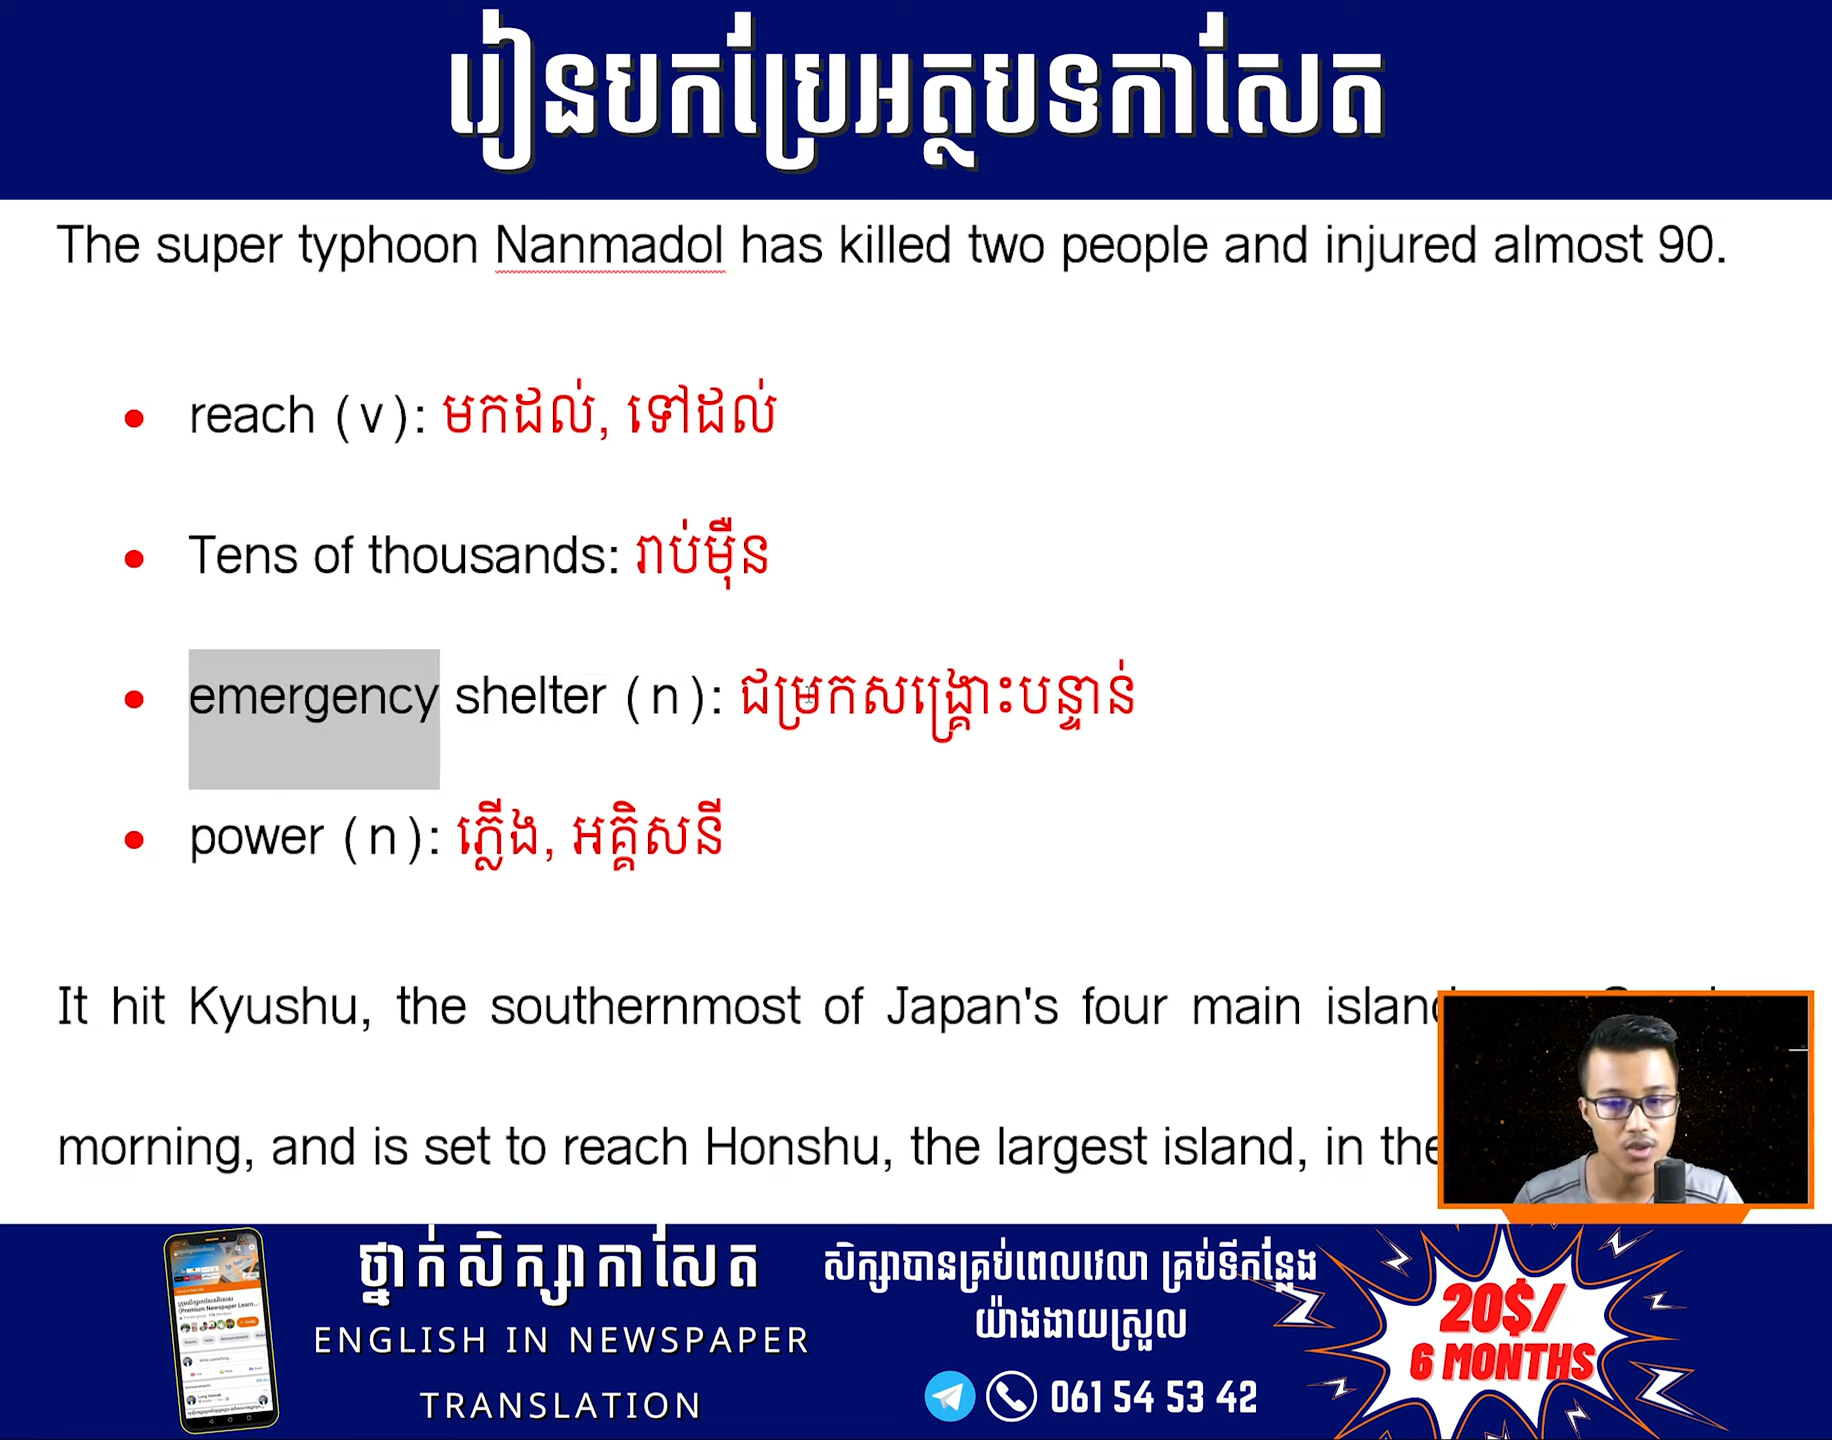 រៀនបកប្រែអត្ថបទកាសែត
The super typhoon Nanmadol has killed two people and injured almost 90.
• reach (v): មកដល់, ទៅដល់
• Tens of thousands: រាប់ម៉ឺន
• emergency shelter (n): ជម្រកសង្គ្រោះបន្ទាន់
• power (n): ភ្លើង, អគ្គិសនី
It hit Kyushu, the southernmost of Japan's four main island
morning, and is set to reach Honshu, the largest island, in the
ថ្នាក់សិក្សាកាសែត
ENGLISH IN NEWSPAPER
TRANSLATION
សិក្សាបានគ្រប់ពេលវេលា គ្រប់ទីកន្លែង
យ៉ាងងាយស្រួល
061 54 53 42
20$/
6 MONTHS